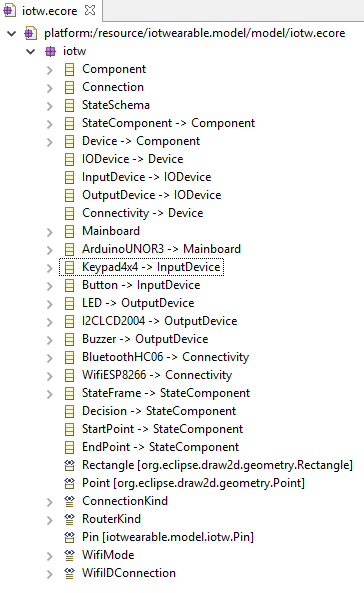 iotw.ecore
platform:/resource/iotwearable.model/model/iotw.ecore
iotw
Component
Connection
StateSchema
StateComponent -> Component
Device -> Component
IODevice -> Device
InputDevice -> IODevice
OutputDevice -> IODevice
Connectivity -> Device
Mainboard
ArduinoUNOR3 -> Mainboard
Keypad4x4 -> InputDevice
Button -> InputDevice
LED -> OutputDevice
I2CLCD2004 -> OutputDevice
Buzzer -> OutputDevice
BluetoothHC06 -> Connectivity
WifiESP8266 -> Connectivity
StateFrame -> StateComponent
Decision -> StateComponent
StartPoint -> StateComponent
EndPoint -> StateComponent
Rectangle [org.eclipse.draw2d.geometry.Rectangle]
Point [org.eclipse.draw2d.geometry.Point]
ConnectionKind
RouterKind
Pin [iotwearable.model.iotw.Pin]
WifiMode
WifiIDConnection